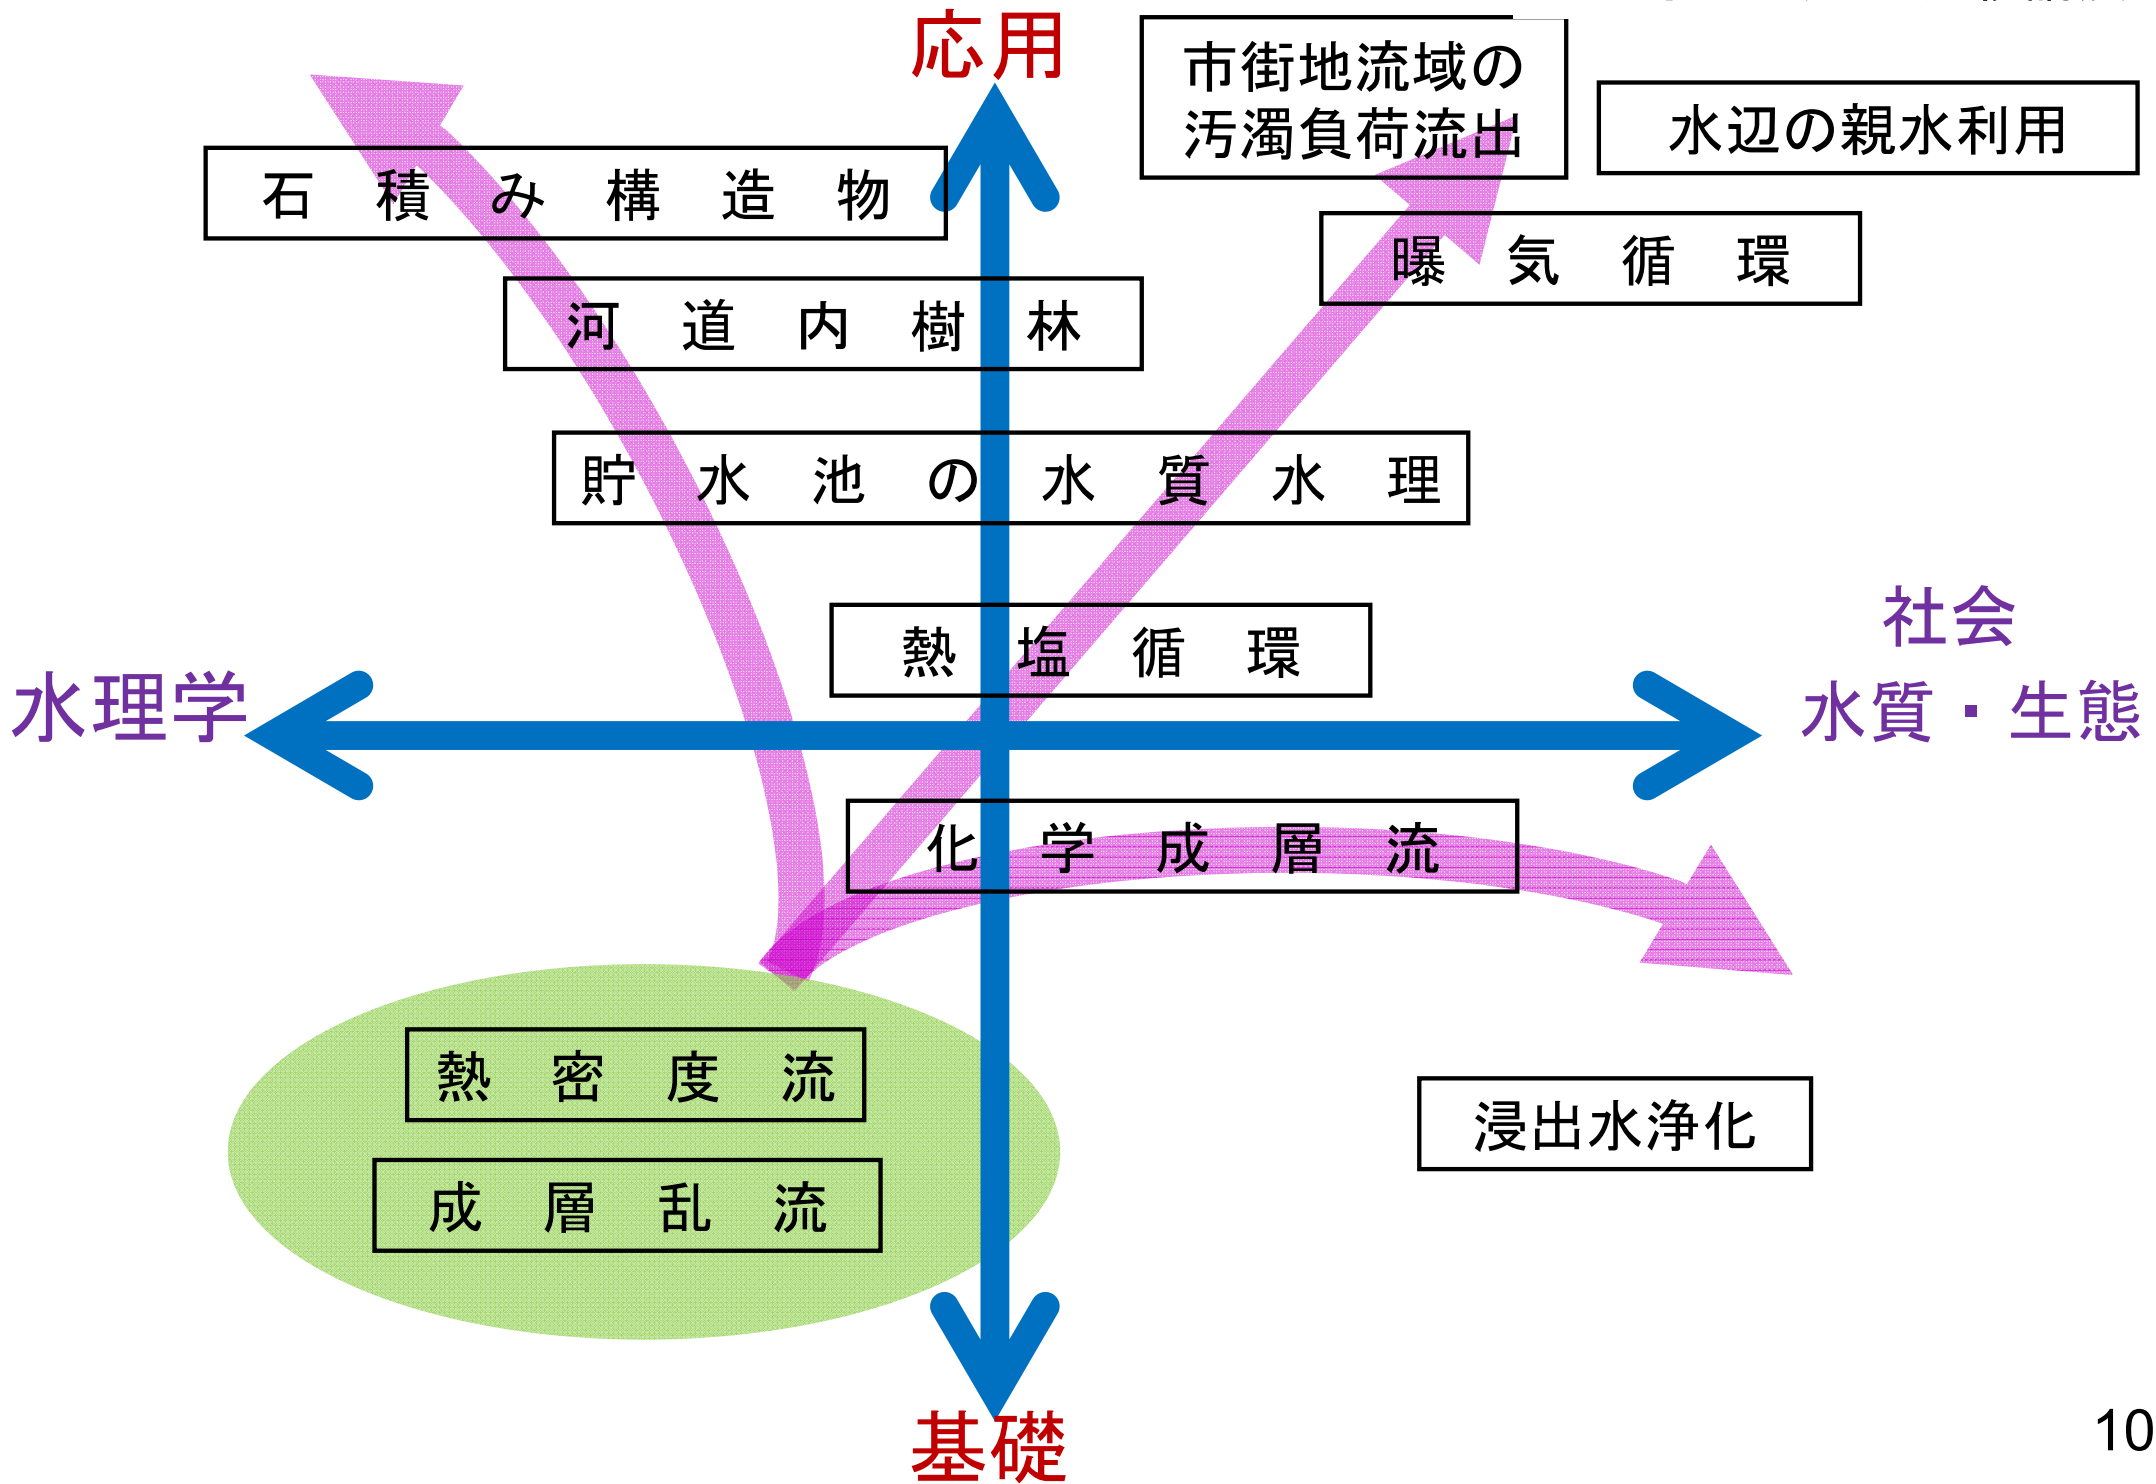 応用
市街地流域の
汚濁負荷流出
水辺の親水利用
石積み構造物
曝気循環
河道内樹林
貯水池の水質水理
熱塩循環
社会
水質・生態
水理学
化学成層流
熱密度流
浸出水浄化
成層乱流
基礎
10